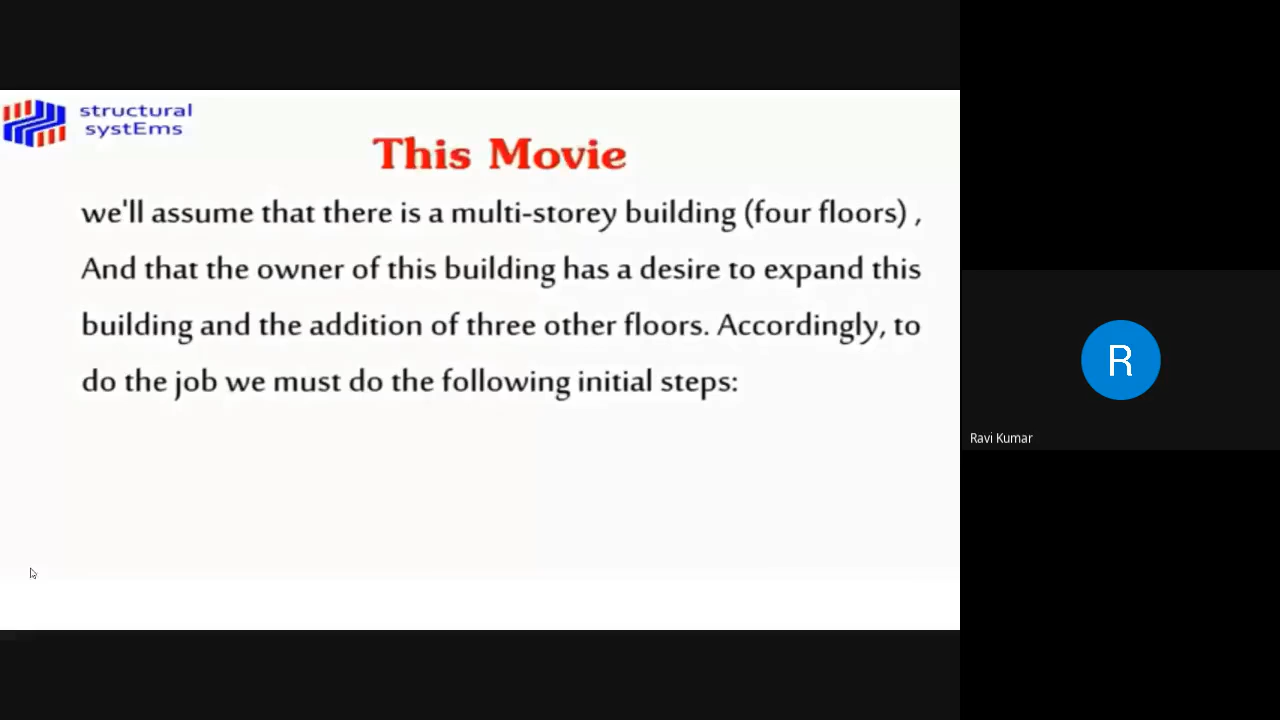 structural
systEms
This Movie
we'll assume that there is a multi-storey building (four floors) ,
And that the owner of this building has a desire to expand this
building and the addition of three other floors. Accordingly, to
do the job we must do the following initial steps:
R
Ravi Kumar